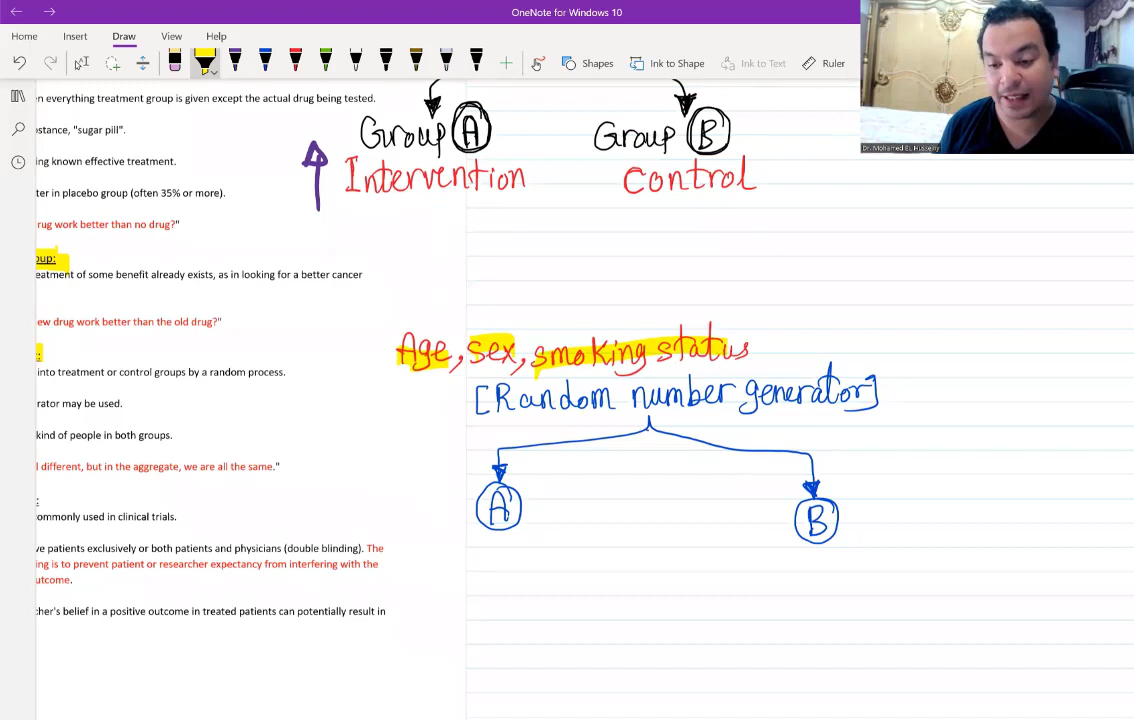 OneNote for Windows 10
Home Insert Draw View Help
Shapes Ink to Shape Ink to Text Ruler
Dr. Mohamed EL Husseiny
n everything treatment group is given except the actual drug being tested.
stance, "sugar pill".
ing known effective treatment.
ter in placebo group (often 35% or more).
rug work better than no drug?"
oup:
eatment of some benefit already exists, as in looking for a better cancer
ew drug work better than the old drug?"
into treatment or control groups by a random process.
rator may be used.
kind of people in both groups.
l different, but in the aggregate, we are all the same."
:
commonly used in clinical trials.
ve patients exclusively or both patients and physicians (double blinding). The
ing is to prevent patient or researcher expectancy from interfering with the
utcome.
cher's belief in a positive outcome in treated patients can potentially result in
Group A Group B
Intervention Control
Age, sex, smoking status
[Random number generator]
A B